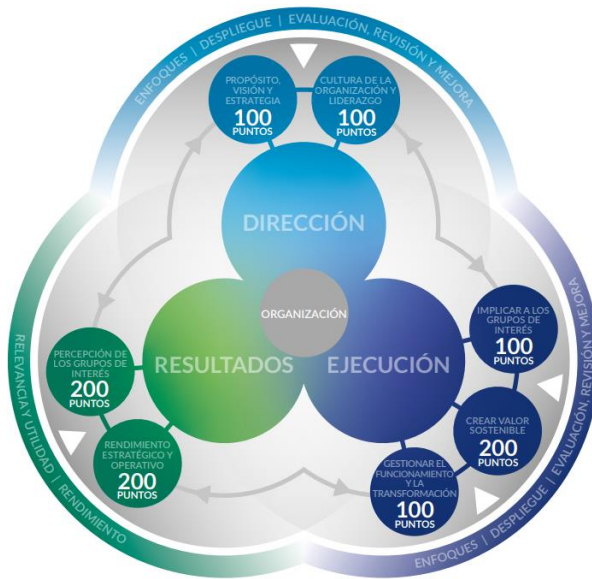 ENFOQUES | DESPLIEGUE | EVALUACIÓN, REVISIÓN Y MEJORA
PROPÓSITO,
VISIÓN Y
ESTRATEGIA
100
PUNTOS
CULTURA DE LA
ORGANIZACIÓN Y
LIDERAZGO
100
PUNTOS
DIRECCIÓN
ORGANIZACIÓN
RESULTADOS
EJECUCIÓN
IMPLICAR A LOS
GRUPOS DE
INTERÉS
100
PUNTOS
CREAR VALOR
SOSTENIBLE
200
PUNTOS
GESTIONAR EL
FUNCIONAMIENTO
Y LA
TRANSFORMACIÓN
100
PUNTOS
ENFOQUES | DESPLIEGUE | EVALUACIÓN, REVISIÓN Y MEJORA
PERCEPCIÓN DE
LOS GRUPOS DE
INTERÉS
200
PUNTOS
RENDIMIENTO
ESTRATÉGICO Y
OPERATIVO
200
PUNTOS
RELEVANCIA Y UTILIDAD | RENDIMIENTO